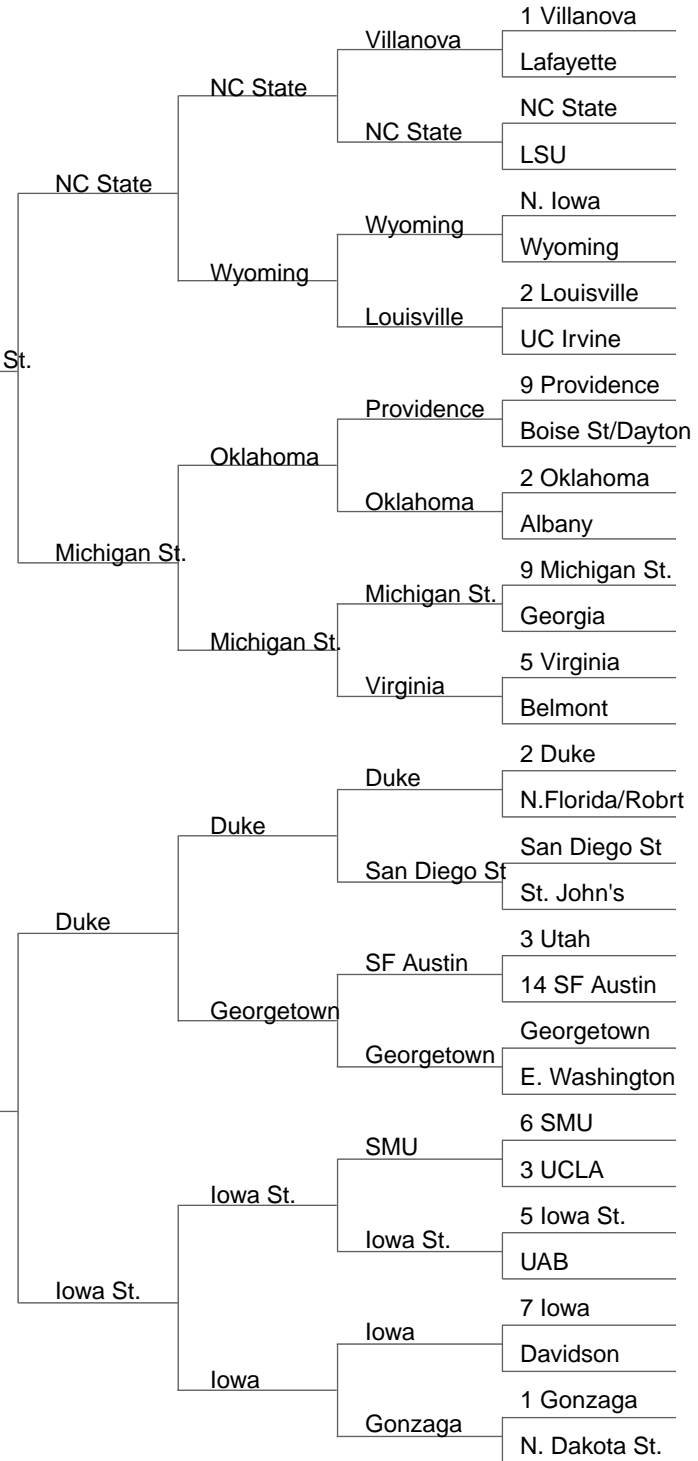 1 Villanova
Villanova
Lafayette
NC State
NC State
NC State
LSU
NC State
N. Iowa
Wyoming
Wyoming
Wyoming
2 Louisville
Louisville
UC Irvine
St.
9 Providence
Providence
Boise St/Dayton
Oklahoma
2 Oklahoma
Oklahoma
Albany
Michigan St.
9 Michigan St.
Michigan St.
Georgia
Michigan St.
5 Virginia
Virginia
Belmont
2 Duke
Duke
N.Florida/Robrt
Duke
San Diego St
San Diego St
St. John's
Duke
3 Utah
SF Austin
14 SF Austin
Georgetown
Georgetown
Georgetown
E. Washington
6 SMU
SMU
3 UCLA
Iowa St.
5 Iowa St.
Iowa St.
UAB
Iowa St.
7 Iowa
Iowa
Davidson
Iowa
1 Gonzaga
Gonzaga
N. Dakota St.